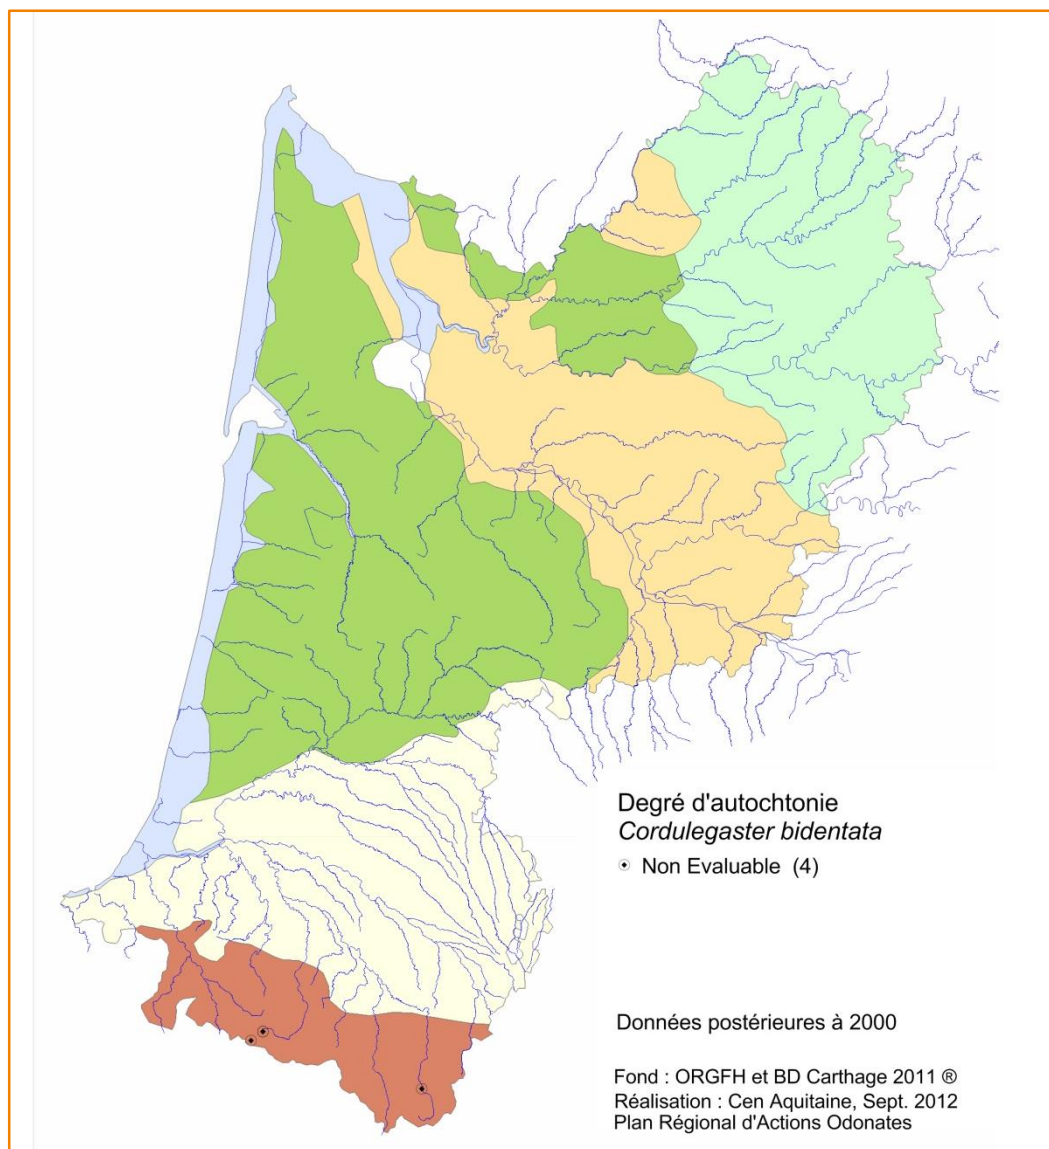 Degré d'autochtonie
Cordulegaster bidentata
Non Evaluable (4)
Données postérieures à 2000
Fond : ORGFH et BD Carthage 2011 ®
Réalisation : Cen Aquitaine, Sept. 2012
Plan Régional d'Actions Odonates